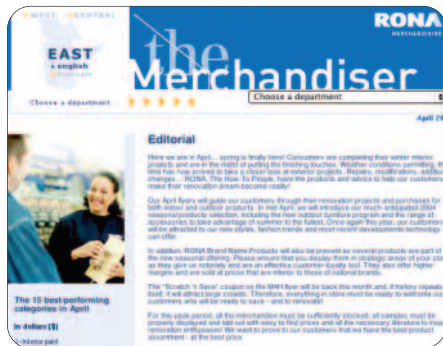 WEST CENTRAL
EAST
english
RONA
MERCHANDISING
the
Merchandiser
Choose a department
Choose a department
April 20
Editorial
Here we are in April... spring is finally here! Consumers are completing their winter interior
projects and are in the midst of putting the finishing touches. Weather conditions permitting, the
time has now arrived to take a closer look at exterior projects. Repairs, modifications, addition
changes... RONA, The How-To People, have the products and advice to help our customers
make their renovation dream become reality!
Our April flyers will guide our customers through their renovation projects and purchases for
both indoor and outdoor products. In mid-April, we will introduce our much-anticipated 2004
seasonal products selection, including the new outdoor furniture program and the range of
accessories to take advantage of summer to the fullest. Once again this year, our customers
will be attracted to our new styles, fashion trends and most recent developments technology
can offer.
In addition, RONA Brand Name Products will also be present as several products are part of
the new seasonal offering. Please ensure that you display them in strategic areas of your store
as they give us notoriety and are an effective customer-loyalty tool. They also offer higher
margins and are sold at prices that are inferior to those of national brands.
The "Scratch 'n Save" coupon on the M4H flyer will be back this month and, if history repeats
itself, it will attract large crowds. Therefore, everything in store must be ready to welcome our
customers who will be ready to save - and to renovate!
For this peak period, all the merchandise must be sufficiently stocked, all samples must be
properly displayed and laid out with easy to find prices and all the necessary literature to inspire
renovation enthusiasm! We want to prove to our customers that we have the best product
assortment - at the best price.
The 15 best-performing
categories in April
In dollars ($)
1-Interior paint